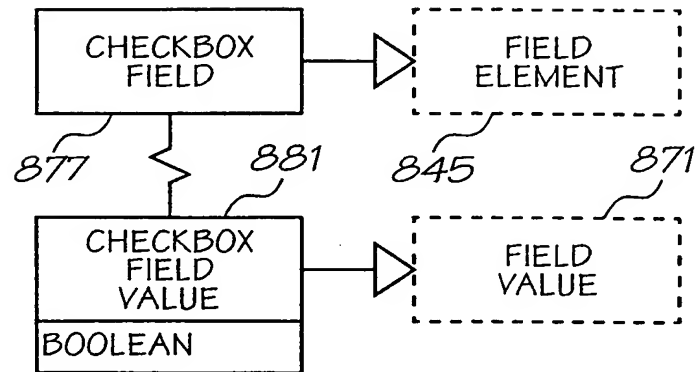 CHECKBOX
FIELD
FIELD
ELEMENT
877
881
845
871
CHECKBOX
FIELD
VALUE
FIELD
VALUE
BOOLEAN